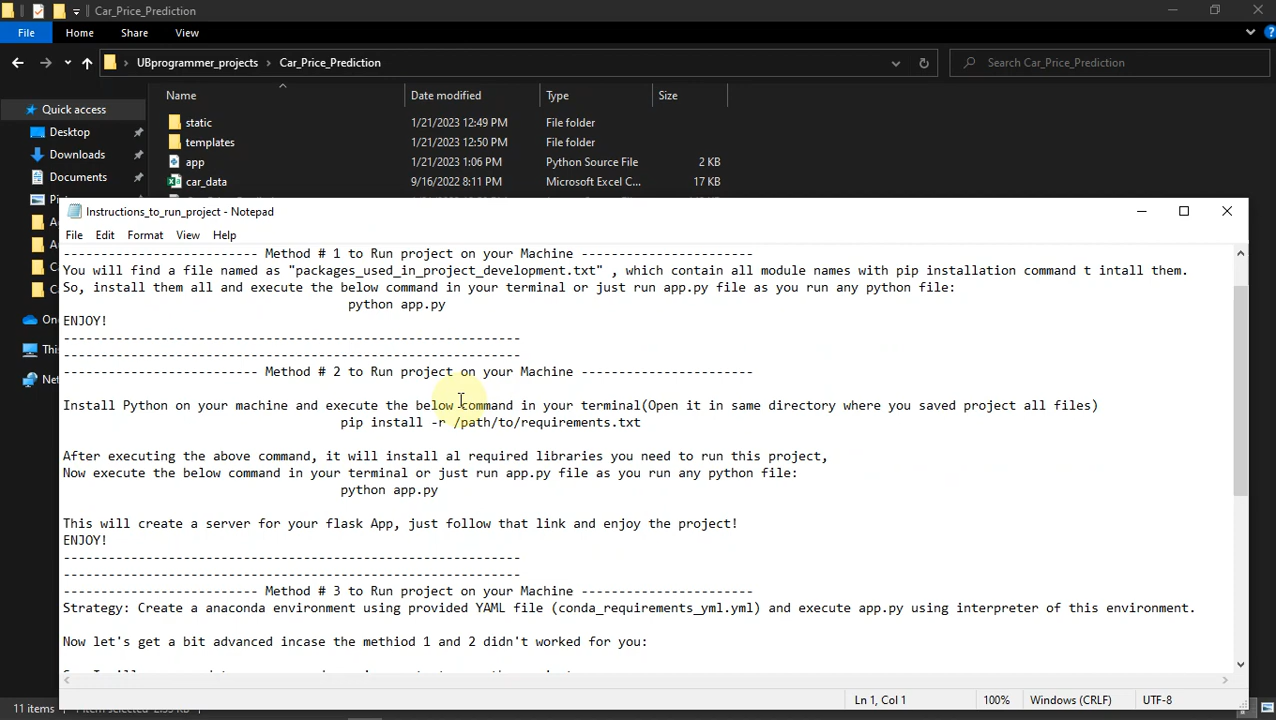 Car_Price_Prediction
File Home Share View
UBprogrammer_projects Car_Price_Prediction Search Car_Price_Prediction
Name Date modified Type Size
Quick access
Desktop
Downloads
Documents
static 1/21/2023 12:49 PM File folder
templates 1/21/2023 12:50 PM File folder
app 1/21/2023 1:06 PM Python Source File 2 KB
car_data 9/16/2022 8:11 PM Microsoft Excel C... 17 KB
Instructions_to_run_project - Notepad
File Edit Format View Help
-------------------------- Method # 1 to Run project on your Machine -----------------------
You will find a file named as "packages_used_in_project_development.txt" , which contain all module names with pip installation command t intall them.
So, install them all and execute the below command in your terminal or just run app.py file as you run any python file:
python app.py
ENJOY!
-------------------------------------------------------------
-------------------------------------------------------------
-------------------------- Method # 2 to Run project on your Machine -----------------------
Install Python on your machine and execute the below command in your terminal(Open it in same directory where you saved project all files)
pip install -r /path/to/requirements.txt
After executing the above command, it will install al required libraries you need to run this project,
Now execute the below command in your terminal or just run app.py file as you run any python file:
python app.py
This will create a server for your flask App, just follow that link and enjoy the project!
ENJOY!
-------------------------------------------------------------
-------------------------------------------------------------
-------------------------- Method # 3 to Run project on your Machine -----------------------
Strategy: Create a anaconda environment using provided YAML file (conda_requirements_yml.yml) and execute app.py using interpreter of this environment.
Now let's get a bit advanced incase the methiod 1 and 2 didn't worked for you:
Ln 1, Col 1 100% Windows (CRLF) UTF-8
11 items